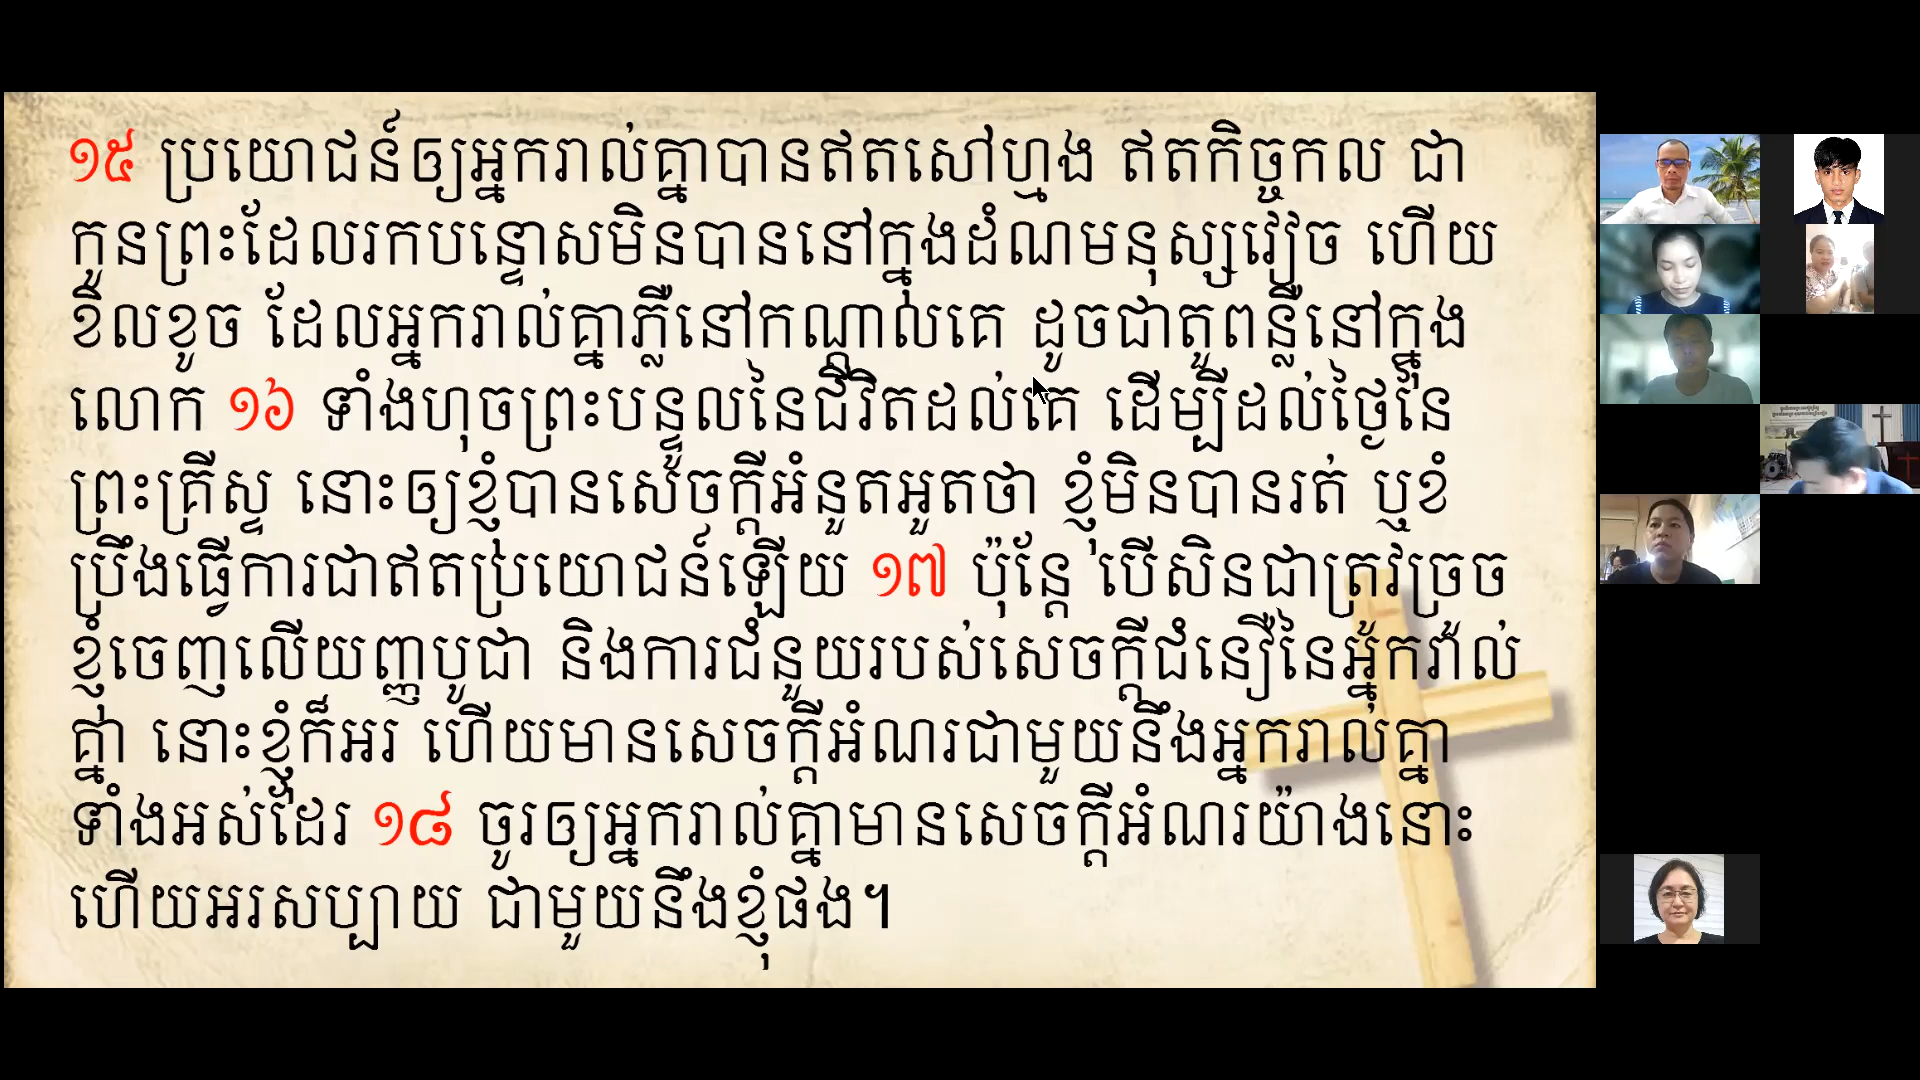 ១៥ ប្រយោជន៍ឲ្យអ្នករាល់គ្នាបានឥតសៅហ្មង ឥតកិច្ចកល ជា
កូនព្រះដែលរកបន្ទោសមិនបាននៅក្នុងដំណមនុស្សវៀច ហើយ
ខិលខូច ដែលអ្នករាល់គ្នាភ្លឺនៅកណ្តាលគេ ដូចជាតួពន្លឺនៅក្នុង
លោក ១៦ ទាំងហុចព្រះបន្ទូលនៃជីវិតដល់គេ ដើម្បីដល់ថ្ងៃនៃ
ព្រះគ្រីស្ទ នោះឲ្យខ្ញុំបានសេចក្តីអំនួតអួតថា ខ្ញុំមិនបានរត់ ឬខំ
ប្រឹងធ្វើការជាឥតប្រយោជន៍ឡើយ ១៧ ប៉ុន្តែ បើសិនជាត្រូវច្រួច
ខ្ញុំចេញលើយញ្ញបូជា និងការជំនួយរបស់សេចក្តីជំនឿនៃអ្នករាល់
គ្នា នោះខ្ញុំក៏អរ ហើយមានសេចក្តីអំណរជាមួយនឹងអ្នករាល់គ្នា
ទាំងអស់ដែរ ១៨ ចូរឲ្យអ្នករាល់គ្នាមានសេចក្តីអំណរយ៉ាងនោះ
ហើយអរសប្បាយ ជាមួយនឹងខ្ញុំផង។